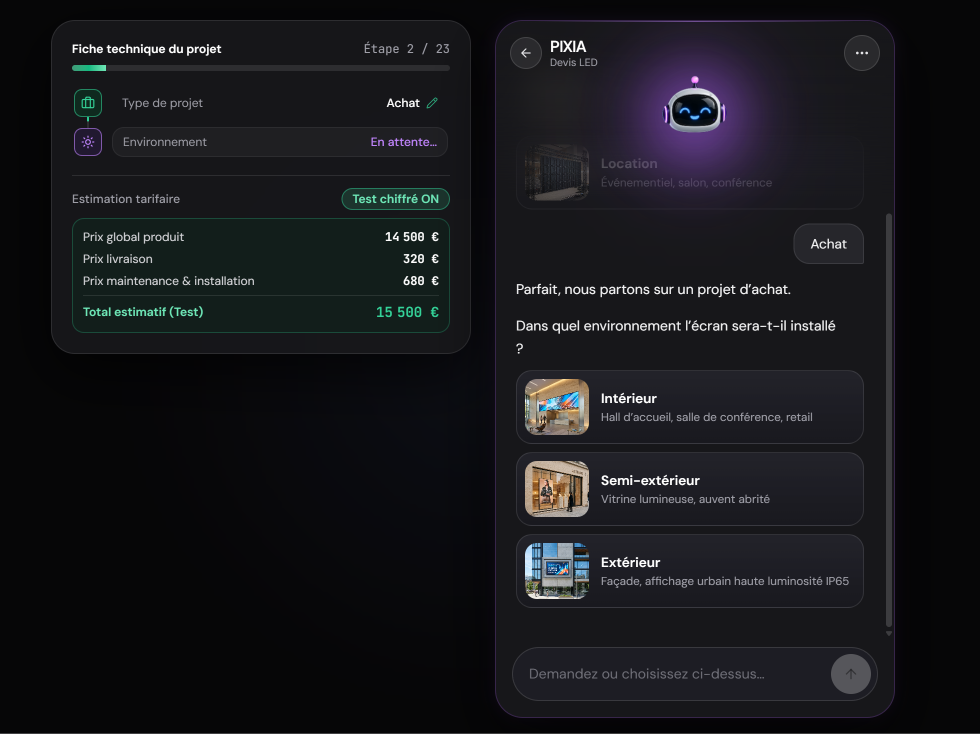 Fiche technique du projet
Étape 2 / 23
Type de projet
Achat
Environnement
En attente…
Estimation tarifaire
Test chiffré ON
Prix global produit
14 500 €
Prix livraison
320 €
Prix maintenance & installation
680 €
Total estimatif (Test)
15 500 €
PIXIA
Devis LED
Location
Événementiel, salon, conférence
Achat
Parfait, nous partons sur un projet d’achat.
Dans quel environnement l’écran sera-t-il installé
?
Intérieur
Hall d’accueil, salle de conférence, retail
Semi-extérieur
Vitrine lumineuse, auvent abrité
Extérieur
Façade, affichage urbain haute luminosité IP65
Demandez ou choisissez ci-dessus…